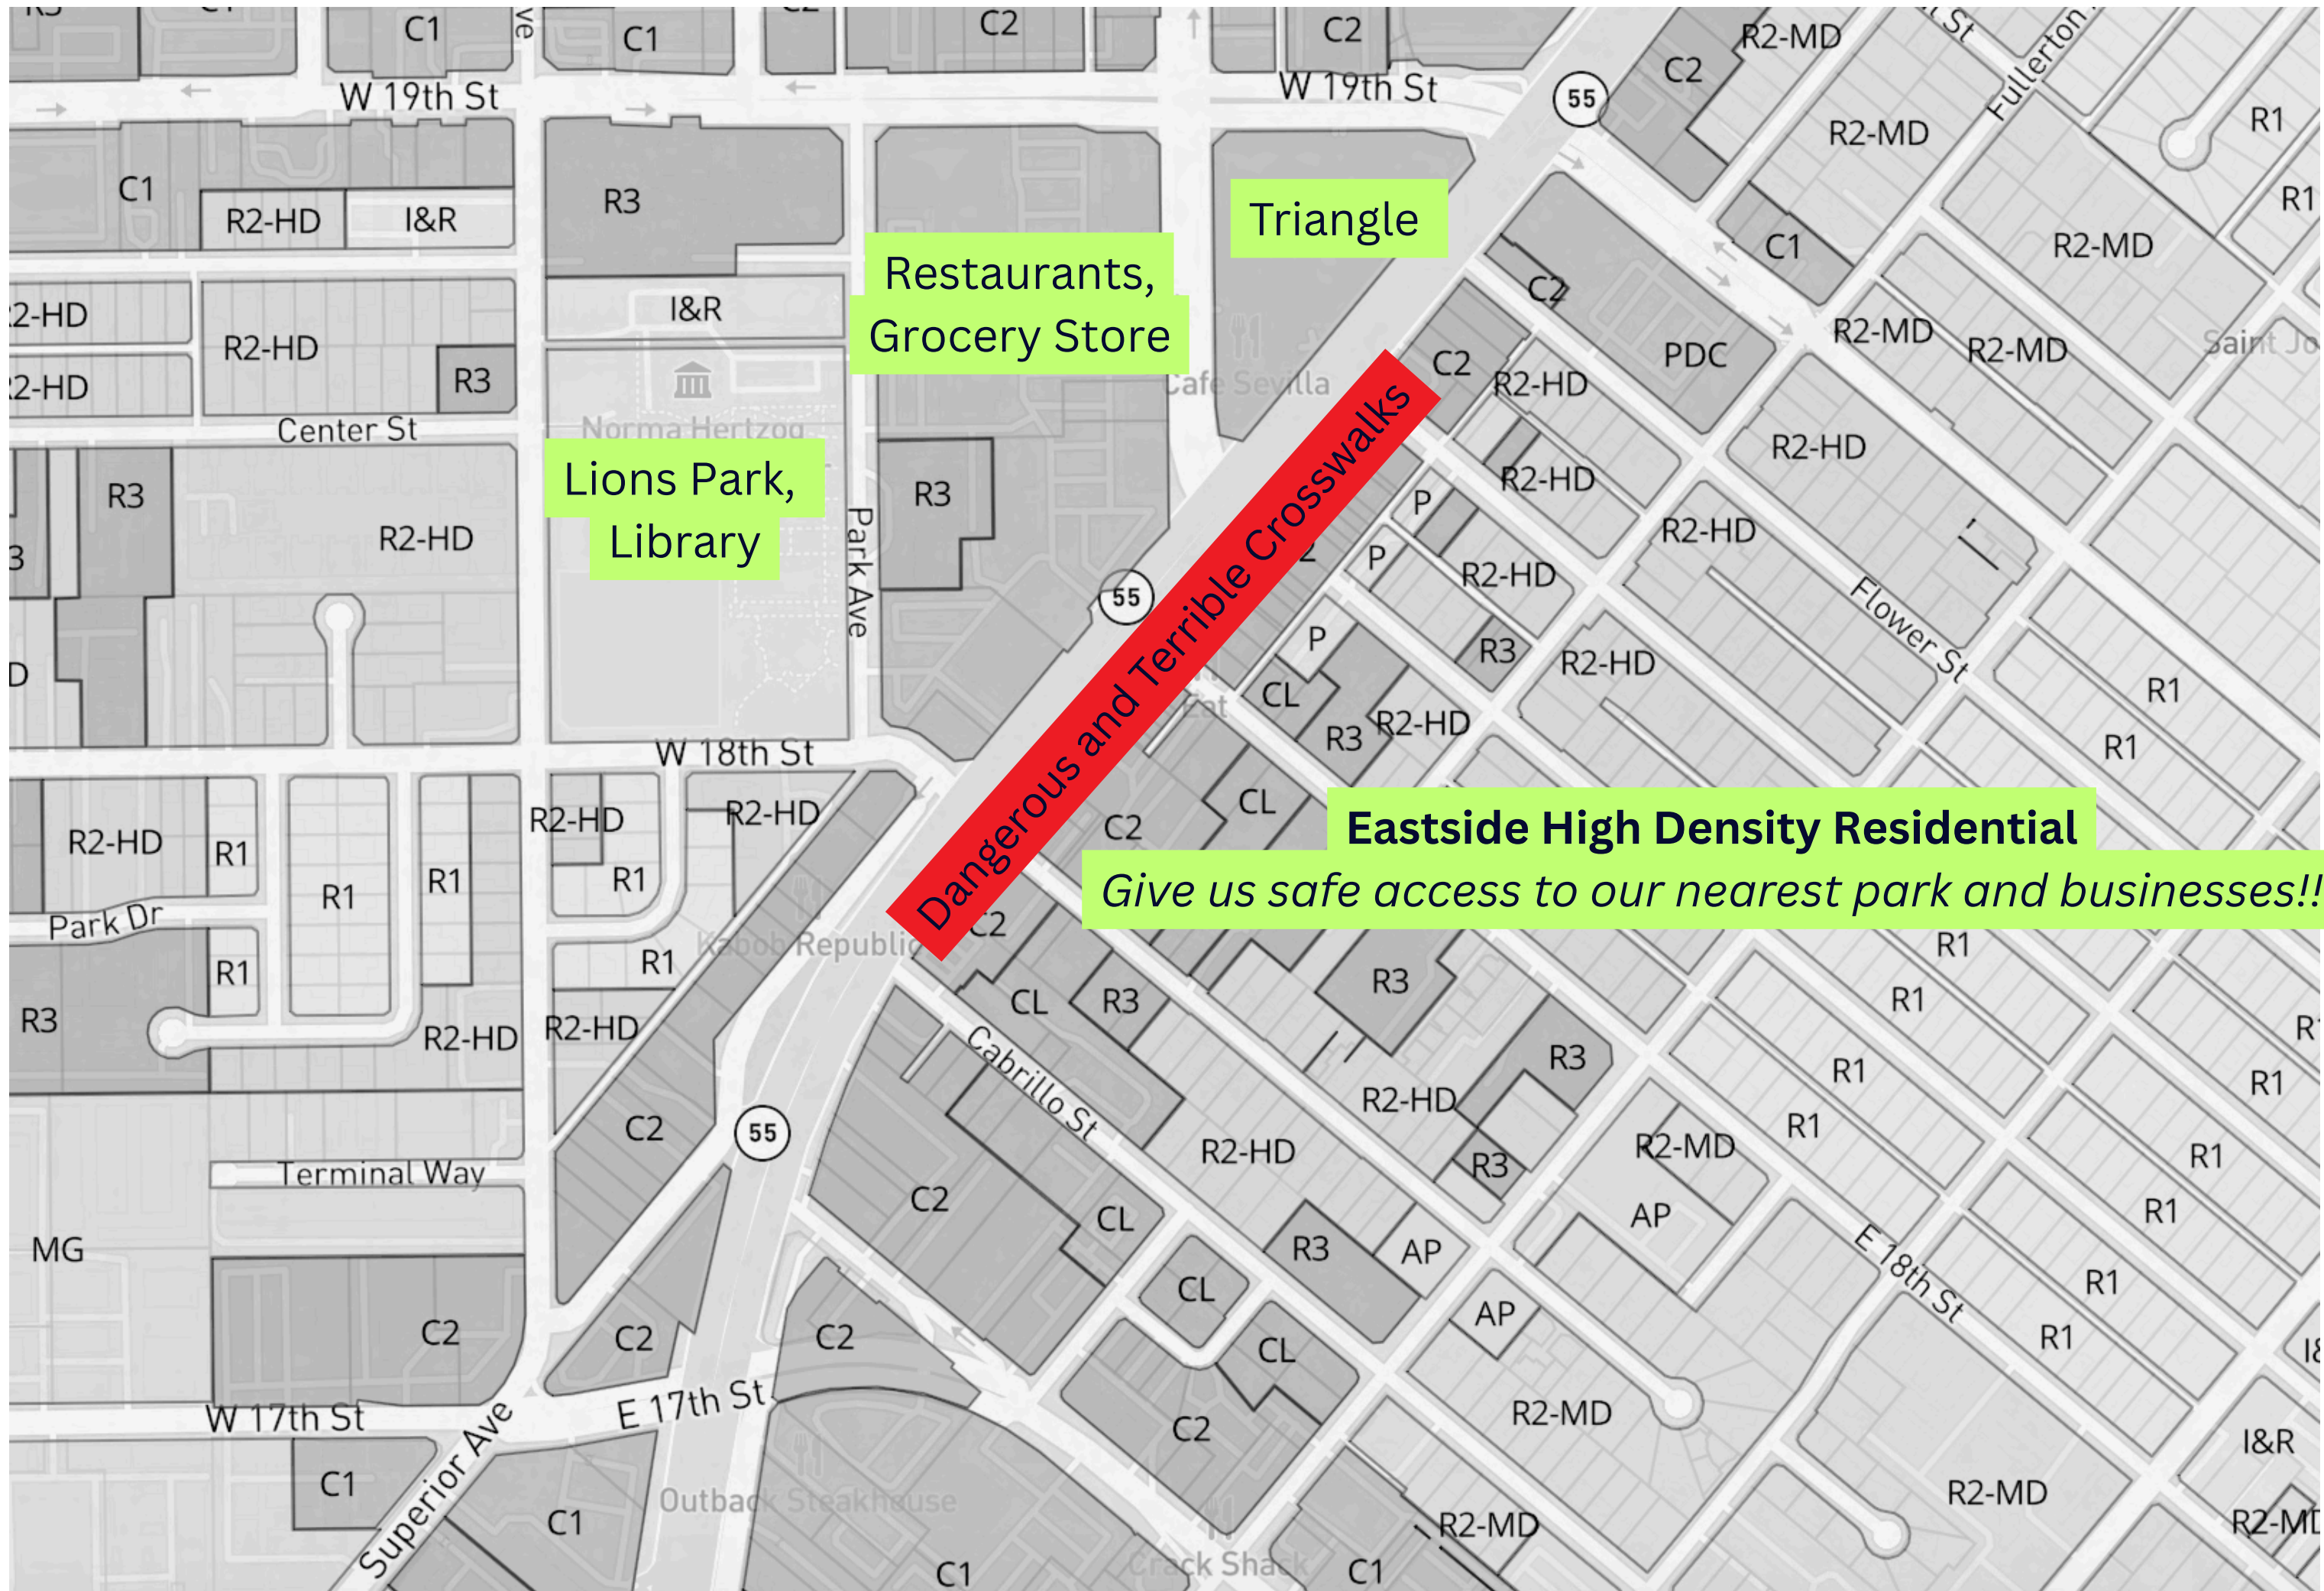 C1
C1
C2
C2
C2
R2-MD
Fullerton
W 19th St
W 19th St
55
R2-MD
R1
C1
R2-HD
I&R
R3
Triangle
C1
R2-MD
R1
Restaurants,
Grocery Store
I&R
C2
R2-HD
R2-HD
R3
R2-HD
Center St
Norma Hertzog
Cafe Sevilla
C2
R2-HD
PDC
R2-MD
R2-MD
Lions Park,
Library
R3
R2-HD
Park Ave
R3
P
R2-HD
R2-HD
R2-HD
P
R2-HD
Flower St
55
Dangerous and Terrible Crosswalks
P
R3
R2-HD
CL
R3
R2-HD
Eat
R1
R1
W 18th St
R2-HD
R1
R1
R1
R2-HD
R1
R2-HD
C2
CL
Eastside High Density Residential
Give us safe access to our nearest park and businesses!!
Park Dr
R1
R3
R2-HD
R1
R2-HD
Kabob Republic
C2
CL
R3
R3
R1
R1
Cabrillo St
R2-HD
R3
R1
R1
R1
Terminal Way
C2
55
R2-HD
R3
R2-MD
AP
R1
R1
MG
C2
CL
R3
AP
E 18th St
R1
R1
C2
C2
C2
CL
CL
AP
W 17th St
E 17th St
Superior Ave
C2
R2-MD
I&R
C1
C1
Outback Steakhouse
C1
Crack Shack
C1
R2-MD
R2-MD